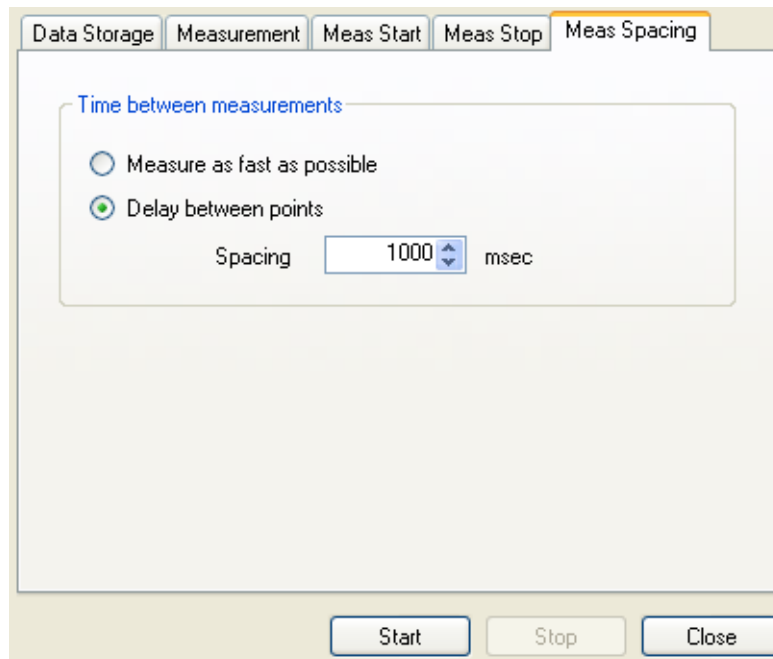 Data Storage Measurement Meas Start Meas Stop Meas Spacing
Time between measurements
Measure as fast as possible
Delay between points
Spacing 1000 msec
Start Stop Close